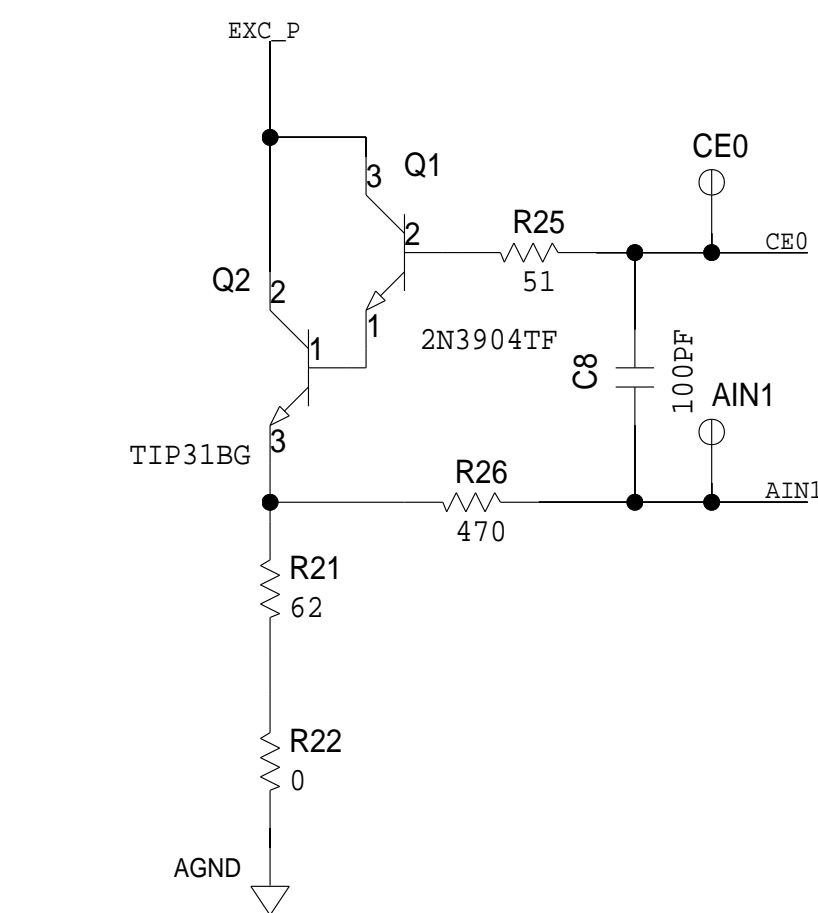 EXC_P
CE0
3
Q1
R25
2
CE0
51
Q2
2
1
1
2N3904TF
C8
100PF
AIN1
TIP31BG
3
R26
AIN1
470
R21
62
R22
0
AGND